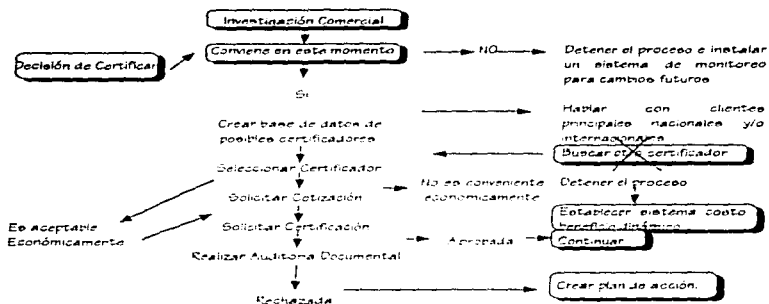 Investigación Comercial
Conviene en este momento
NO
Detener el proceso e instalar
un sistema de monitoreo
para cambios futuros
Decisión de Certificar
Si
Hablar con clientes
principales nacionales y/o
internacionales
Crear base de datos de
posibles certificadores
Buscar otro certificador
Seleccionar Certificador
No es conveniente
económicamente
Detener el proceso
Solicitar Cotización
Es aceptable
Económicamente
Establecer sistema costo
beneficio dinámico
Solicitar Certificación
Aprobada
Continuar
Realizar Auditoria Documental
Crear plan de acción.
Rechazada